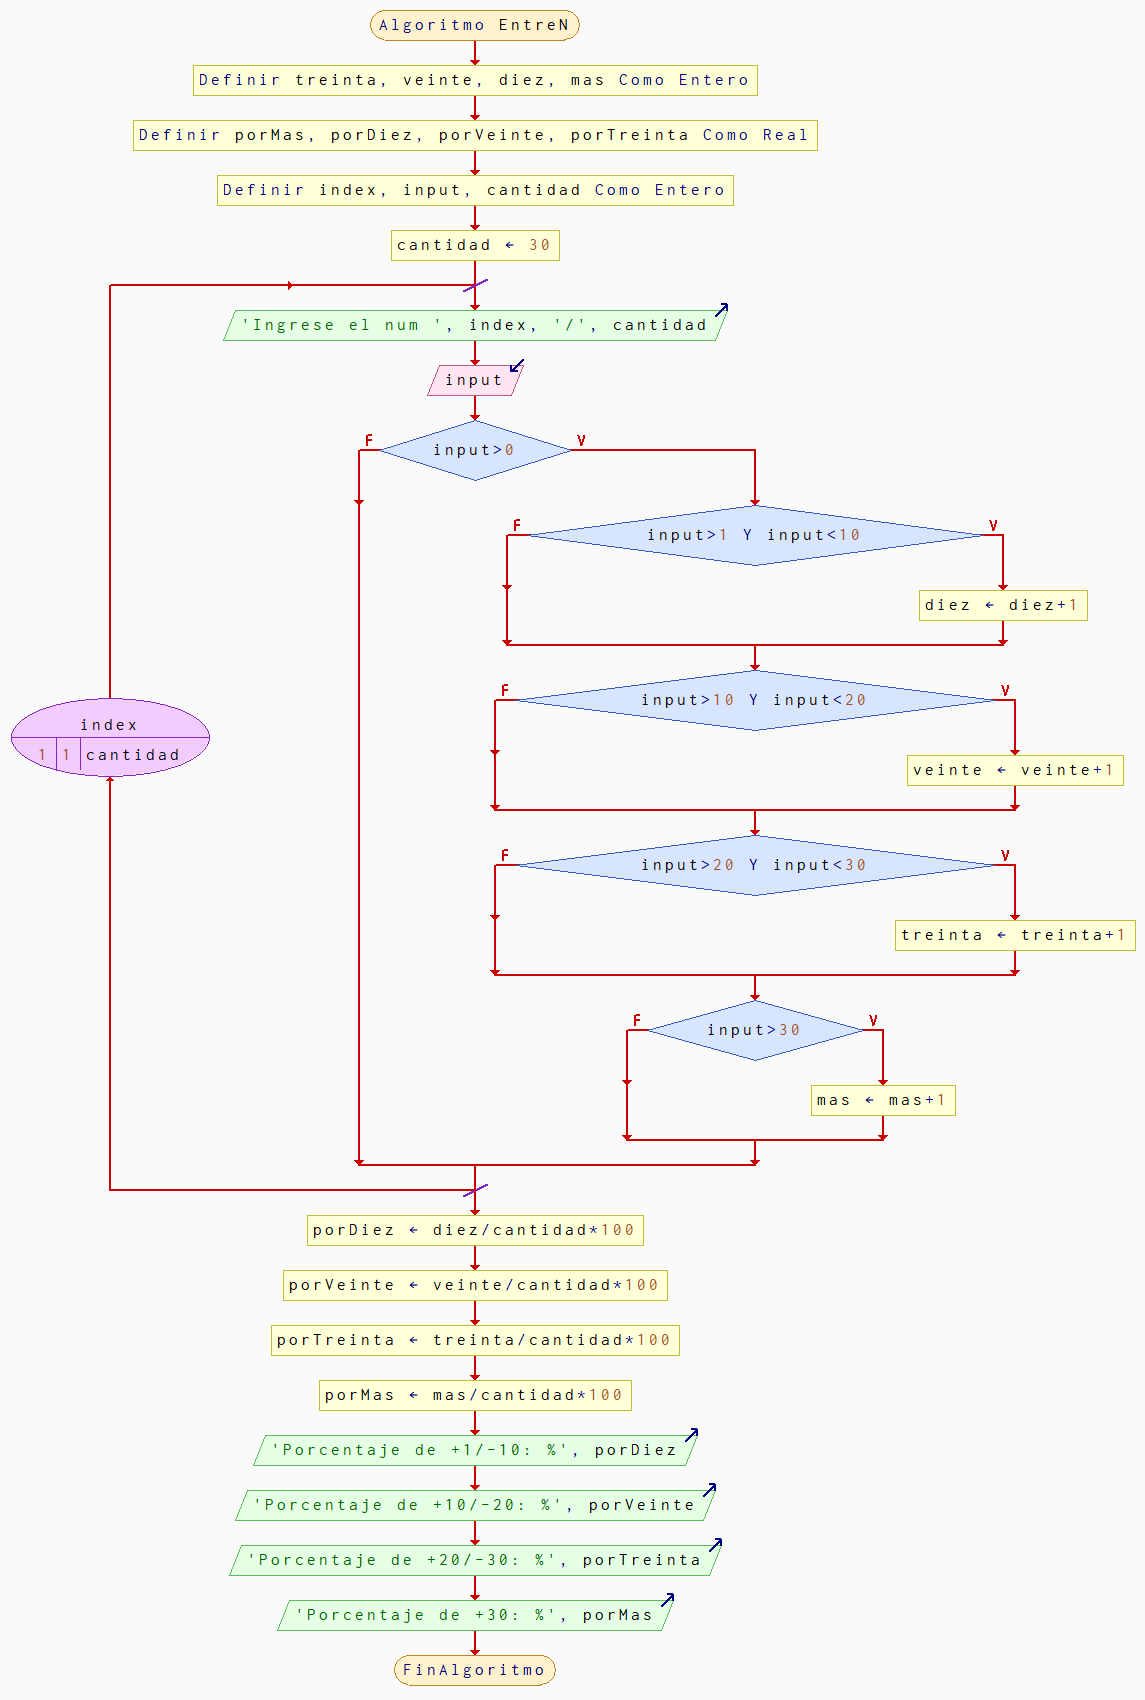 Algoritmo EntreN
Definir treinta, veinte, diez, mas Como Entero
Definir porMas, porDiez, porVeinte, porTreinta Como Real
Definir index, input, cantidad Como Entero
cantidad ← 30
'Ingrese el num ', index, '/', cantidad
input
F
input>0
V
F
input>1 Y input<10
V
diez ← diez+1
F
input>10 Y input<20
V
index
1 1 cantidad
veinte ← veinte+1
F
input>20 Y input<30
V
treinta ← treinta+1
F
input>30
V
mas ← mas+1
porDiez ← diez/cantidad*100
porVeinte ← veinte/cantidad*100
porTreinta ← treinta/cantidad*100
porMas ← mas/cantidad*100
'Porcentaje de +1/-10: %', porDiez
'Porcentaje de +10/-20: %', porVeinte
'Porcentaje de +20/-30: %', porTreinta
'Porcentaje de +30: %', porMas
FinAlgoritmo